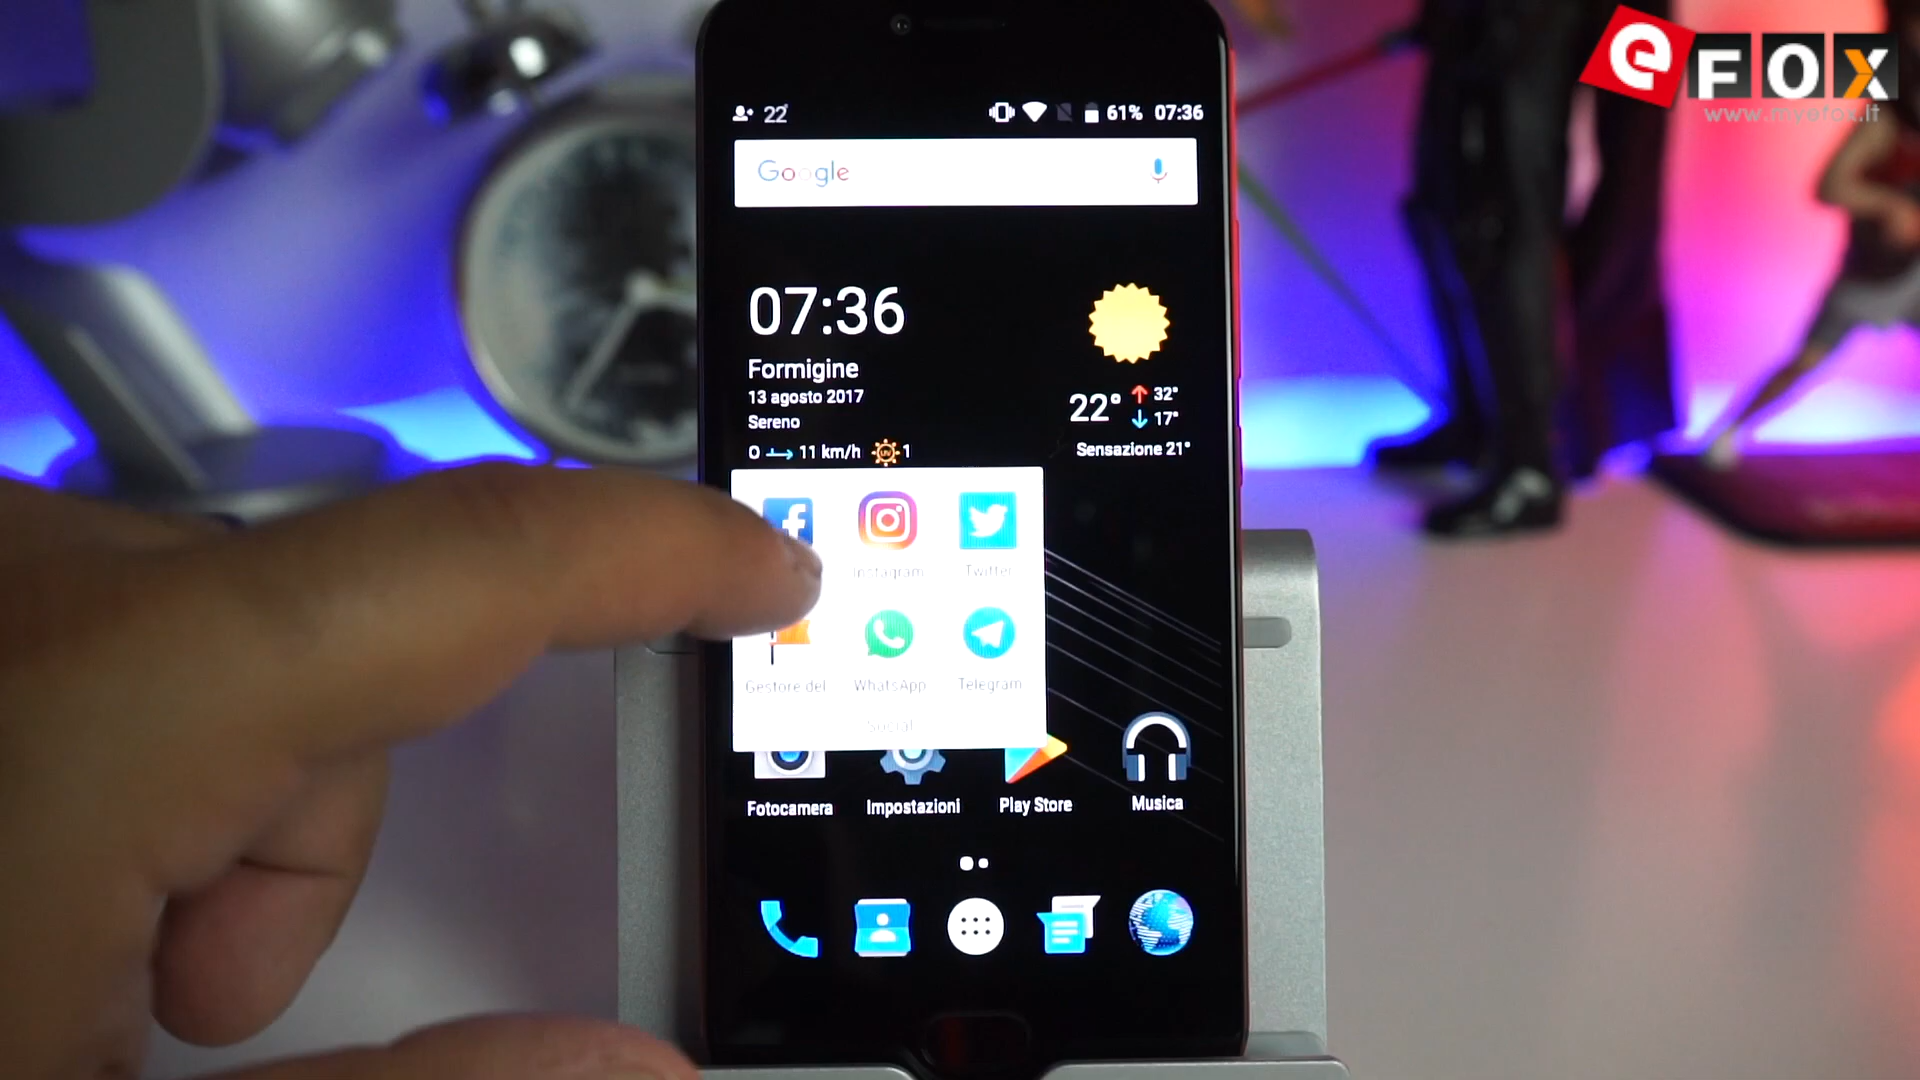 eFOX
www.myefox.it
22°
61% 07:36
Google
07:36
Formigine
13 agosto 2017
Sereno
O 11 km/h UV 1
22° 32°
17°
Sensazione 21°
Instagram Twitter
Gestore del WhatsApp Telegram
Social
Fotocamera Impostazioni Play Store Musica